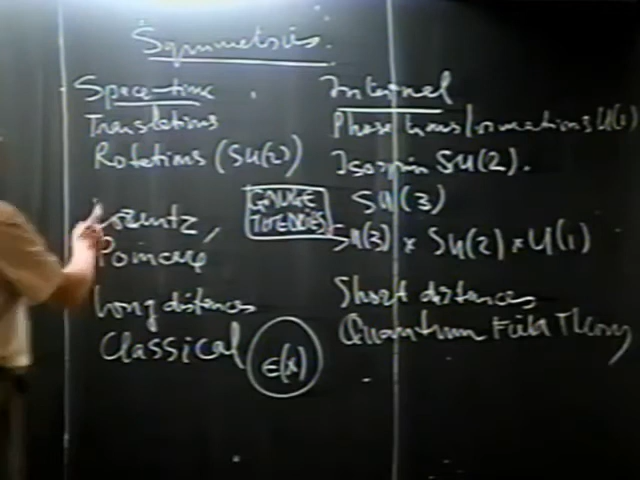 Symmetries.
Space-time
Translations
Rotations (SU(2))
Lorentz,
Poincare
Long distances
Classical
GAUGE
THEORIES
ϵ(x)
Internal
Phase transformations U(1)
Isospin SU(2).
SU(3)
SU(3) × SU(2) × U(1)
Short distances
Quantum Field Theory